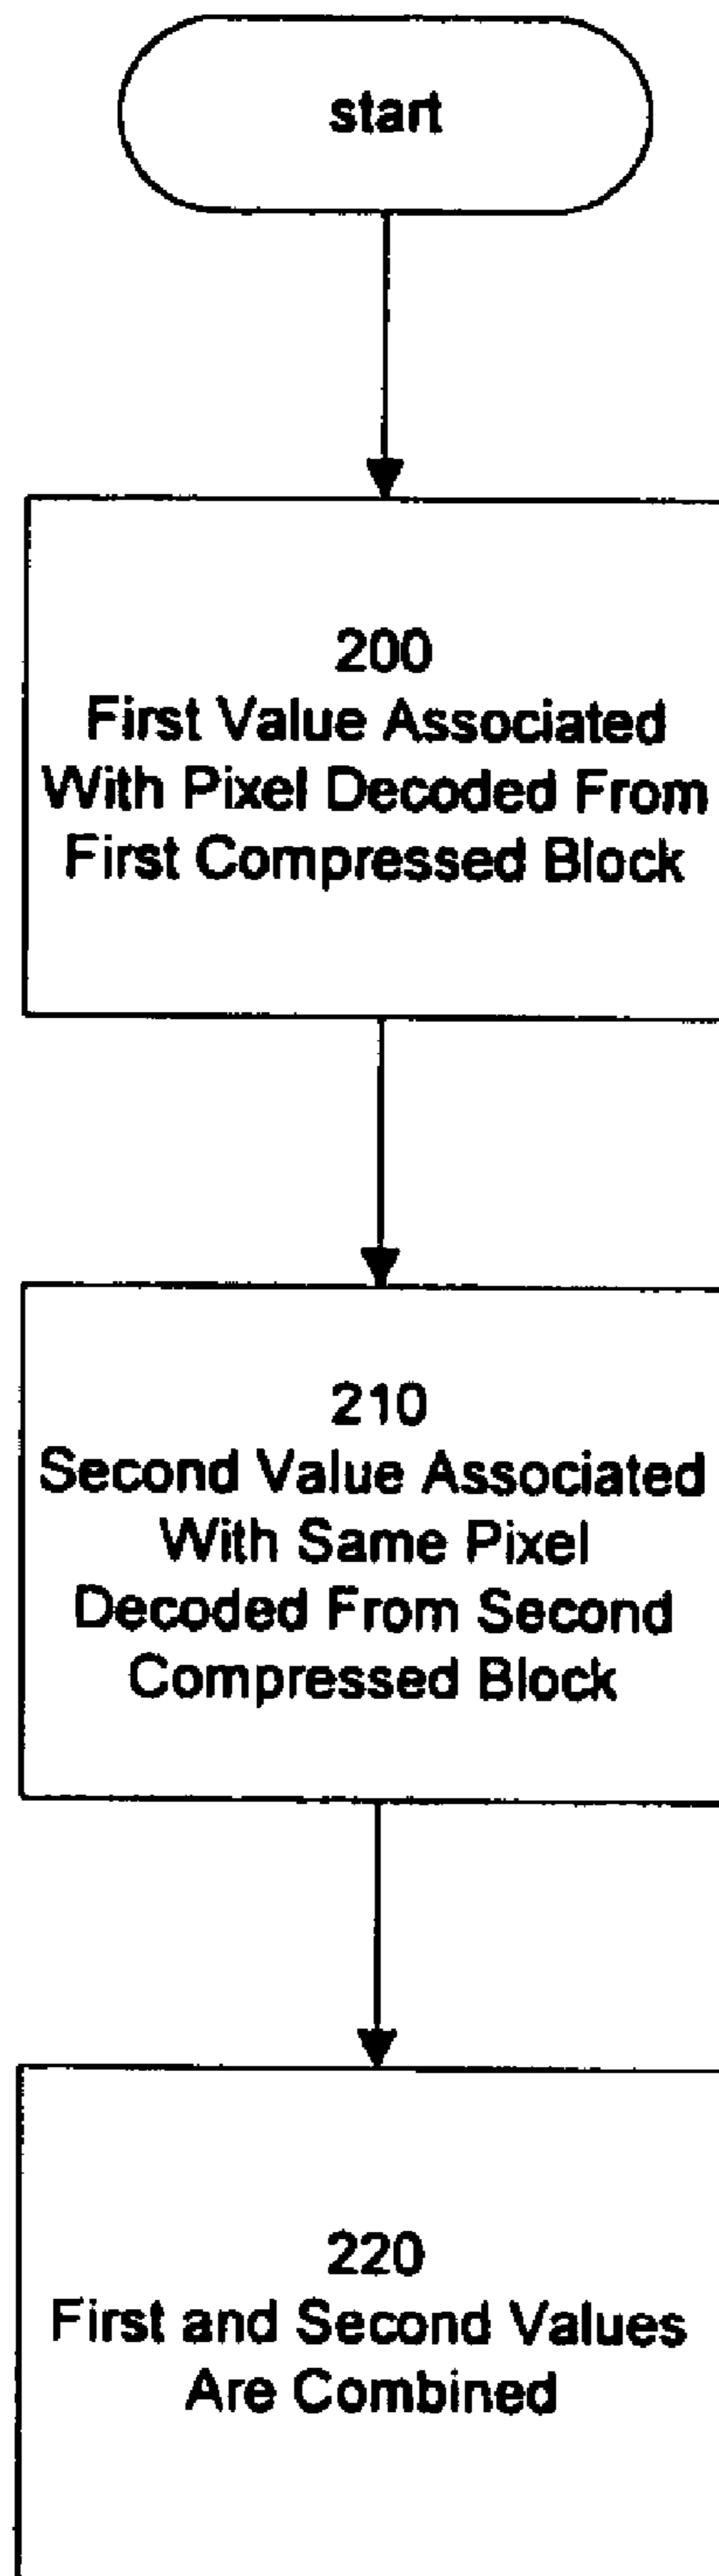 start
200
First Value Associated
With Pixel Decoded From
First Compressed Block
210
Second Value Associated
With Same Pixel
Decoded From Second
Compressed Block
220
First and Second Values
Are Combined